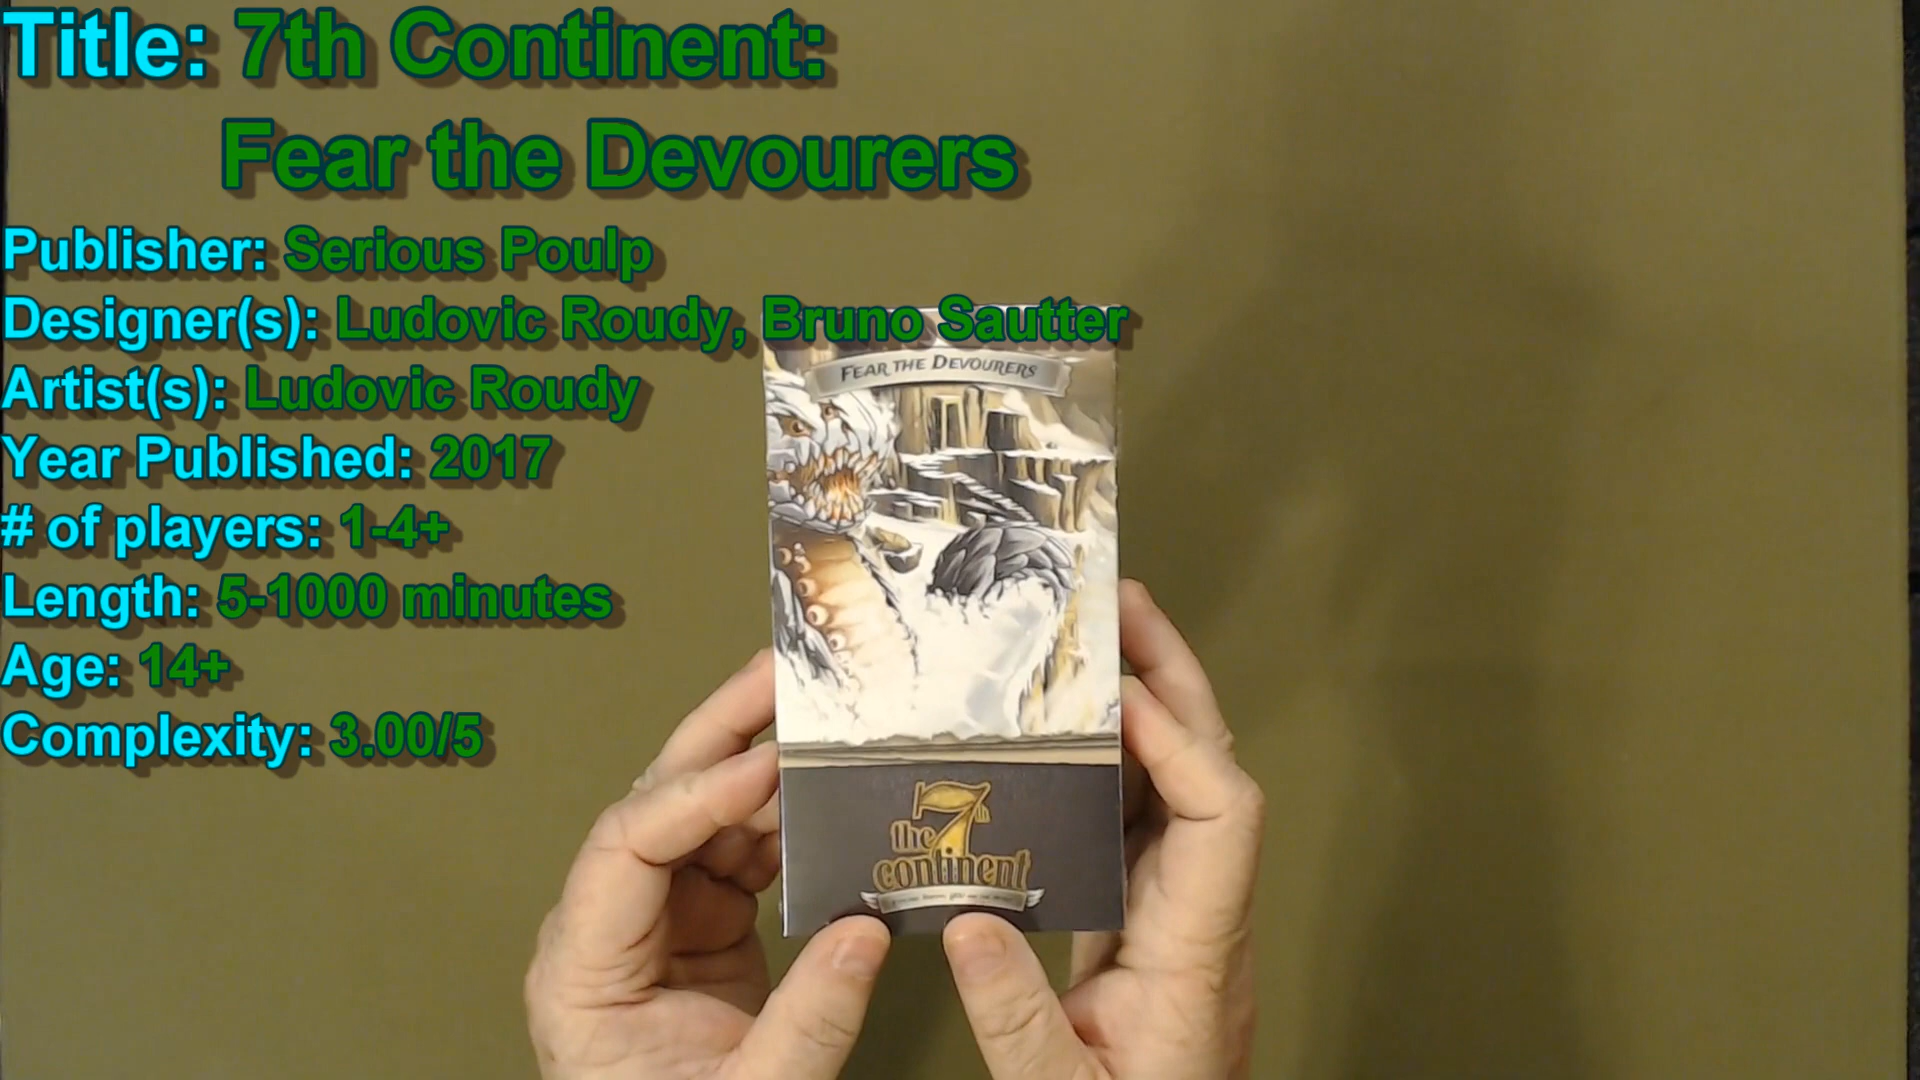 Title: 7th Continent:
Fear the Devourers
Publisher: Serious Poulp
Designer(s): Ludovic Roudy, Bruno Sautter
Artist(s): Ludovic Roudy
Year Published: 2017
# of players: 1-4+
Length: 5-1000 minutes
Age: 14+
Complexity: 3.00/5
FEAR THE DEVOURERS
the 7th
continent